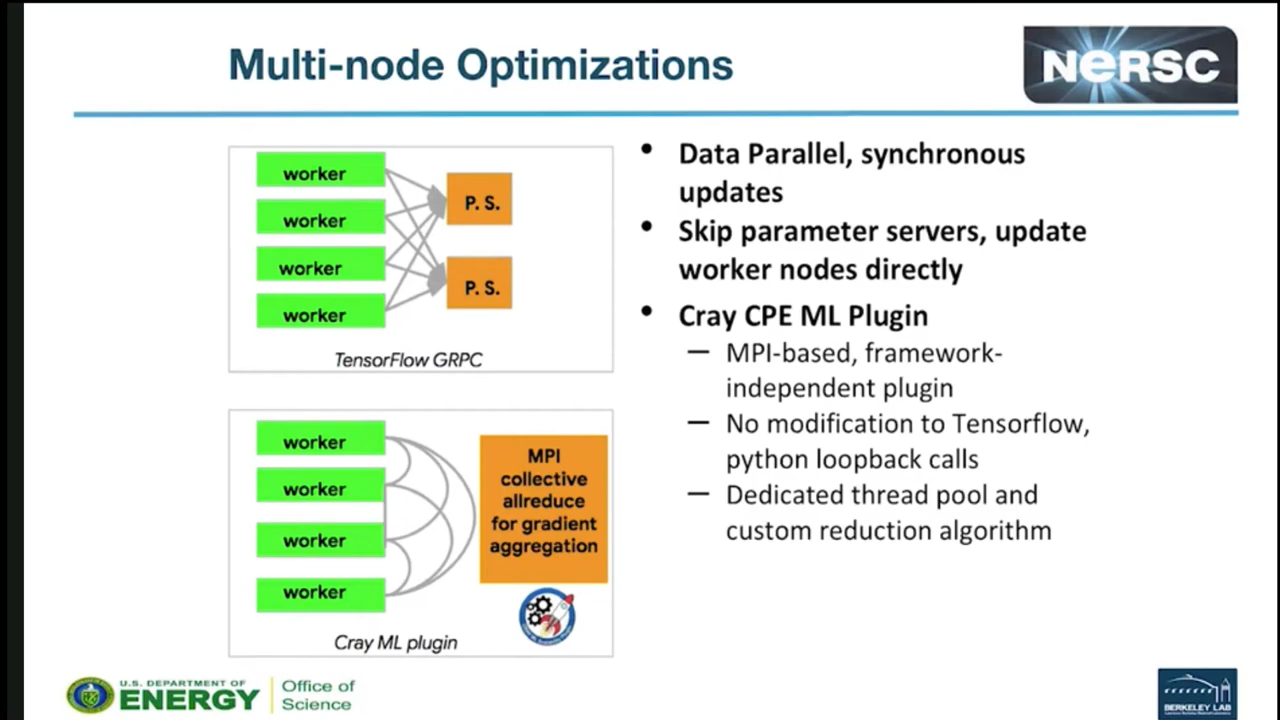 Multi-node Optimizations
NERSC
worker
worker
worker
worker
P. S.
P. S.
TensorFlow GRPC
worker
worker
worker
worker
MPI
collective
allreduce
for gradient
aggregation
Cray ML plugin
• Data Parallel, synchronous
updates
• Skip parameter servers, update
worker nodes directly
• Cray CPE ML Plugin
— MPI-based, framework-
independent plugin
— No modification to Tensorflow,
python loopback calls
— Dedicated thread pool and
custom reduction algorithm
U.S. DEPARTMENT OF
ENERGY
Office of
Science
BERKELEY LAB